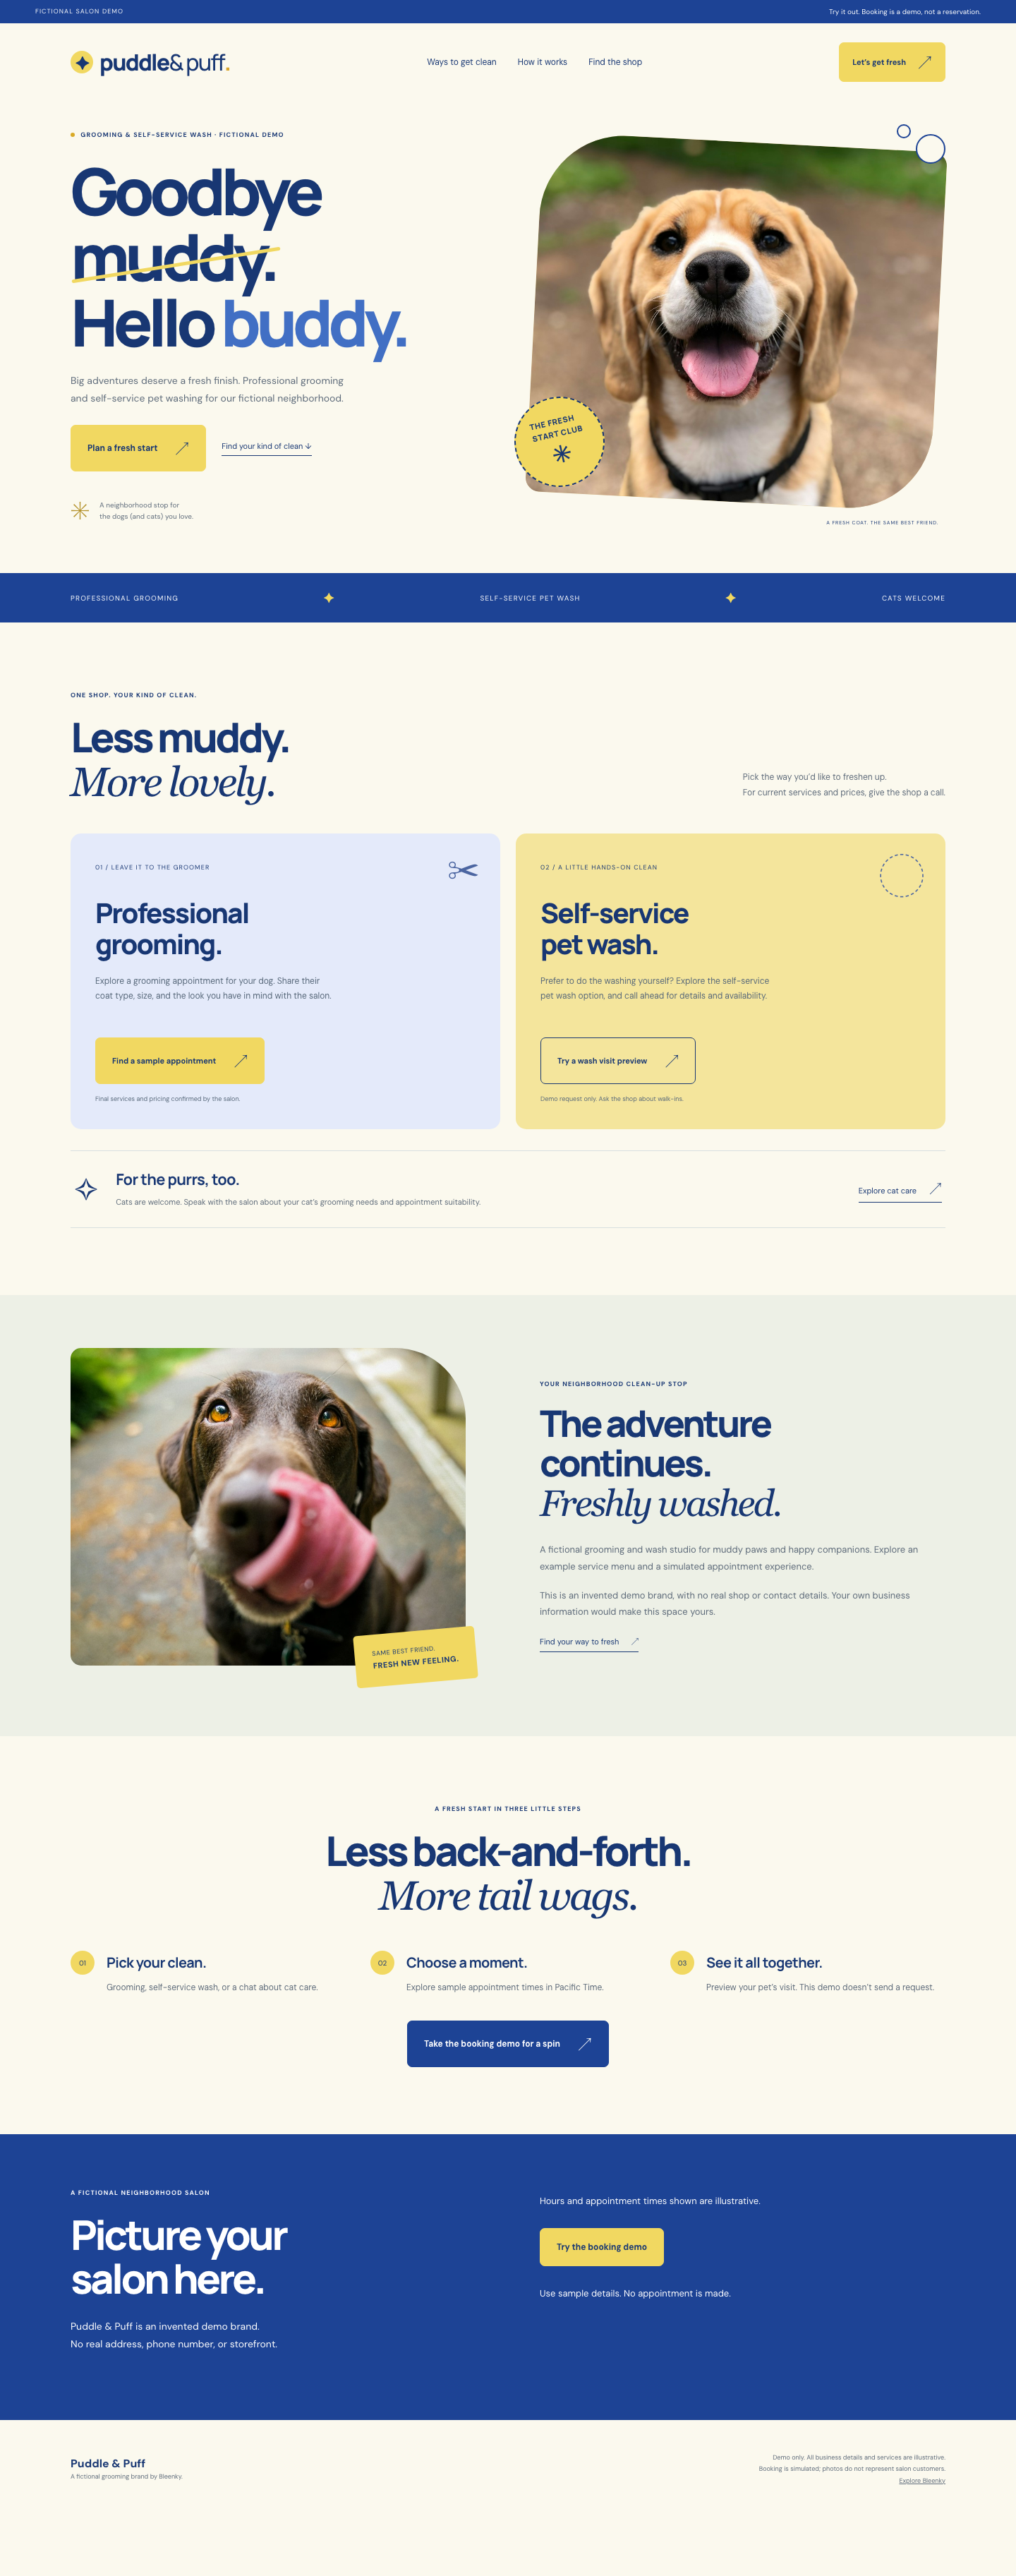 FICTIONAL SALON DEMO
Try it out. Booking is a demo, not a reservation.
puddle&puff.
Ways to get clean
How it works
Find the shop
Let's get fresh
GROOMING & SELF-SERVICE WASH · FICTIONAL DEMO
Goodbye
muddy.
Hello buddy.
Big adventures deserve a fresh finish. Professional grooming
and self-service pet washing for our fictional neighborhood.
Plan a fresh start
Find your kind of clean ↓
A neighborhood stop for
the dogs (and cats) you love.
THE FRESH
START CLUB
A FRESH COAT. THE SAME BEST FRIEND.
PROFESSIONAL GROOMING
SELF-SERVICE PET WASH
CATS WELCOME
ONE SHOP. YOUR KIND OF CLEAN.
Less muddy.
More lovely.
Pick the way you'd like to freshen up.
For current services and prices, give the shop a call.
01 / LEAVE IT TO THE GROOMER
Professional
grooming.
Explore a grooming appointment for your dog. Share their
coat type, size, and the look you have in mind with the salon.
Find a sample appointment
Final services and pricing confirmed by the salon.
02 / A LITTLE HANDS-ON CLEAN
Self-service
pet wash.
Prefer to do the washing yourself? Explore the self-service
pet wash option, and call ahead for details and availability.
Try a wash visit preview
Demo request only. Ask the shop about walk-ins.
For the purrs, too.
Cats are welcome. Speak with the salon about your cat's grooming needs and appointment suitability.
Explore cat care
SAME BEST FRIEND.
FRESH NEW FEELING.
YOUR NEIGHBORHOOD CLEAN-UP STOP
The adventure
continues.
Freshly washed.
A fictional grooming and wash studio for muddy paws and happy companions. Explore an
example service menu and a simulated appointment experience.
This is an invented demo brand, with no real shop or contact details. Your own business
information would make this space yours.
Find your way to fresh
A FRESH START IN THREE LITTLE STEPS
Less back-and-forth.
More tail wags.
01
Pick your clean.
Grooming, self-service wash, or a chat about cat care.
02
Choose a moment.
Explore sample appointment times in Pacific Time.
03
See it all together.
Preview your pet's visit. This demo doesn't send a request.
Take the booking demo for a spin
A FICTIONAL NEIGHBORHOOD SALON
Picture your
salon here.
Puddle & Puff is an invented demo brand.
No real address, phone number, or storefront.
Hours and appointment times shown are illustrative.
Try the booking demo
Use sample details. No appointment is made.
Puddle & Puff
A fictional grooming brand by Bleenky.
Demo only. All business details and services are illustrative.
Booking is simulated; photos do not represent salon customers.
Explore Bleenky